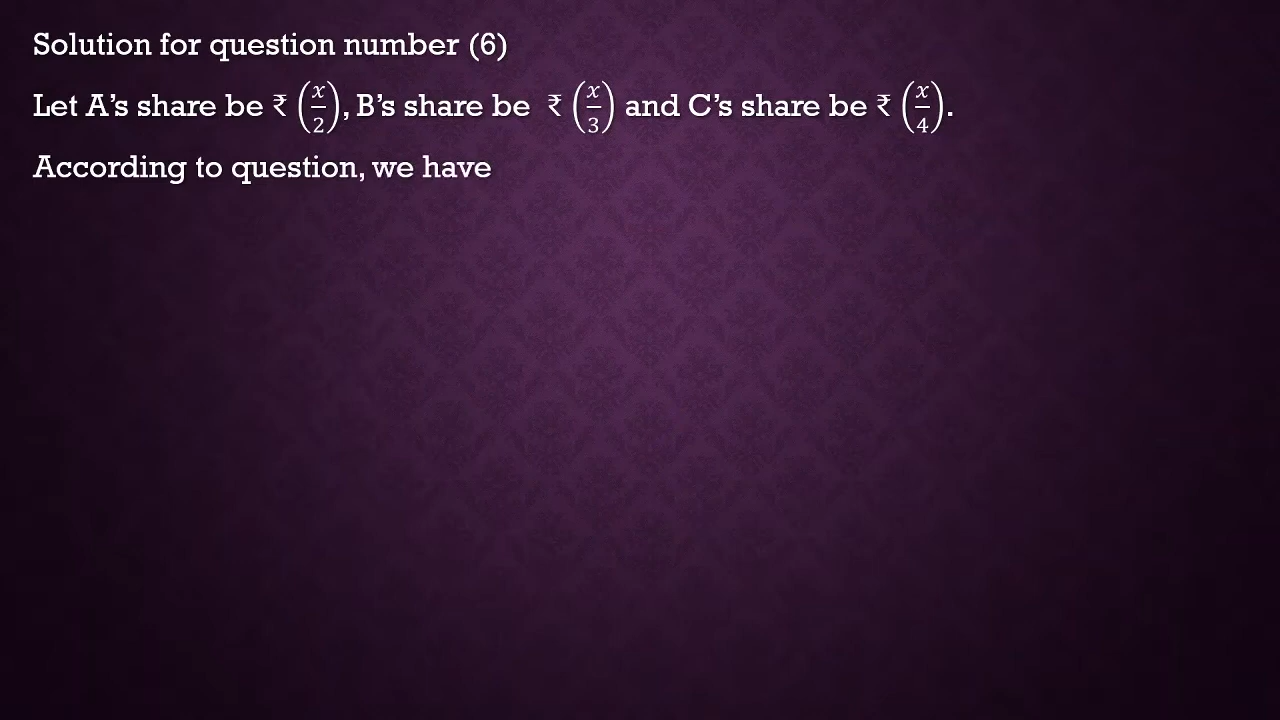 Solution for question number (6)
Let A’s share be ₹ (x/2), B’s share be ₹ (x/3) and C’s share be ₹ (x/4).
According to question, we have